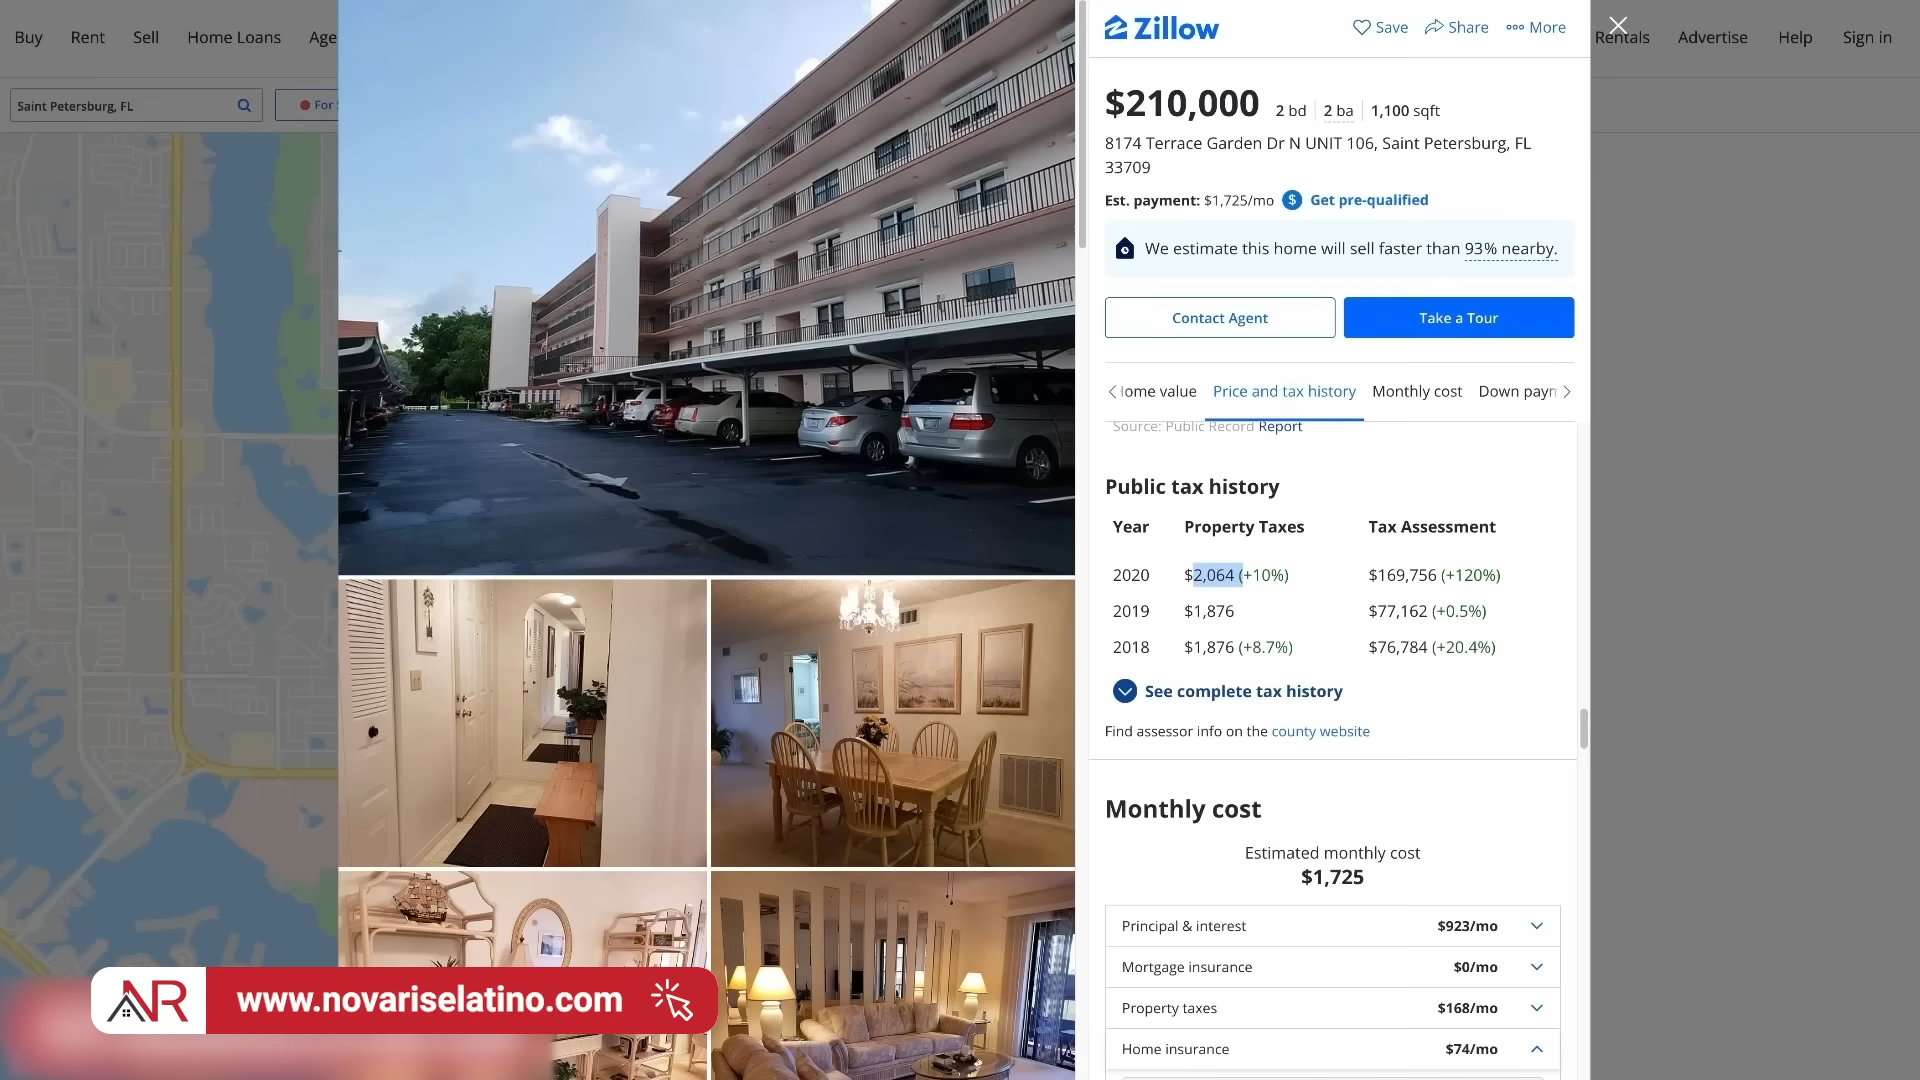 Buy Rent Sell Home Loans Age
Rentals Advertise Help Sign in
Saint Petersburg, FL
For
Zillow
Save Share More
$210,000 2 bd 2 ba 1,100 sqft
8174 Terrace Garden Dr N UNIT 106, Saint Petersburg, FL
33709
Est. payment: $1,725/mo $ Get pre-qualified
We estimate this home will sell faster than 93% nearby.
Contact Agent Take a Tour
ome value Price and tax history Monthly cost Down payn
Source: Public Record Report
Public tax history
Year Property Taxes Tax Assessment
2020 $2,064 (+10%) $169,756 (+120%)
2019 $1,876 $77,162 (+0.5%)
2018 $1,876 (+8.7%) $76,784 (+20.4%)
See complete tax history
Find assessor info on the county website
Monthly cost
Estimated monthly cost
$1,725
Principal & interest $923/mo
Mortgage insurance $0/mo
Property taxes $168/mo
Home insurance $74/mo
NR www.novariselatino.com